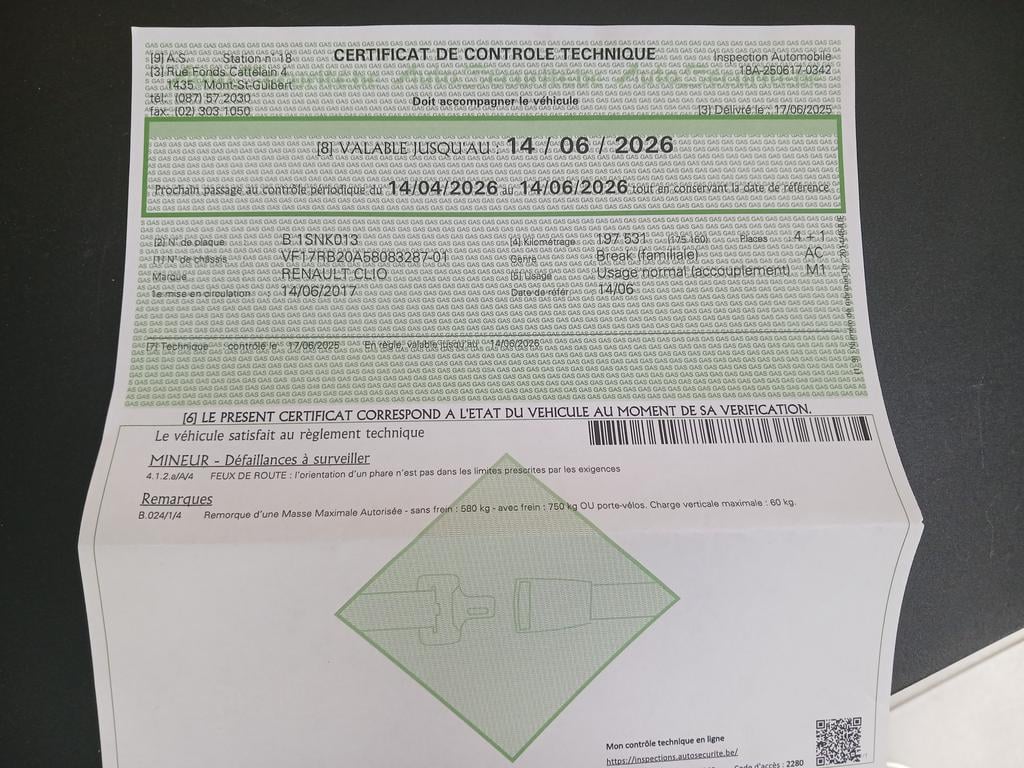 CERTIFICAT DE CONTROLE TECHNIQUE
[9] A.S. Station n° 18
Inspection Automobile
[3] Rue Fonds Cattelain 4
18A-250617-0342
1435 Mont-St-Guibert
tél: (087) 57 2030
Doit accompagner le véhicule
fax. (02) 303 1050
[3] Délivré le : 17/06/2025
[8] VALABLE JUSQU'AU : 14 / 06 / 2026
Prochain passage au contrôle périodique du 14/04/2026 au 14/06/2026 tout en conservant la date de référence
[2] N° de plaque B 1SNK013 [4] Kilométrage 197 531 (175 160) Places 4 + 1
[1] N° de châssis VF17RB20A58083287-01 Genre Break (familiale) AC
Marque RENAULT CLIO [5] Usage Usage normal (accouplement) M1
1e mise en circulation 14/06/2017 Date de référ 14/06
[7] Technique contrôlé le 17/06/2025 En règle, valable jusqu'au 14/06/2026
[6] LE PRESENT CERTIFICAT CORRESPOND A L'ETAT DU VEHICULE AU MOMENT DE SA VERIFICATION.
Le véhicule satisfait au règlement technique
MINEUR - Défaillances à surveiller
4.1.2.a/A/4 FEUX DE ROUTE : l'orientation d'un phare n'est pas dans les limites prescrites par les exigences
Remarques
B.024/1/4 Remorque d'une Masse Maximale Autorisée - sans frein : 580 kg - avec frein : 750 kg OU porte-vélos. Charge verticale maximale : 60 kg.
Mon contrôle technique en ligne
https://inspections.autosecurite.be/
Code d'accès : 2280